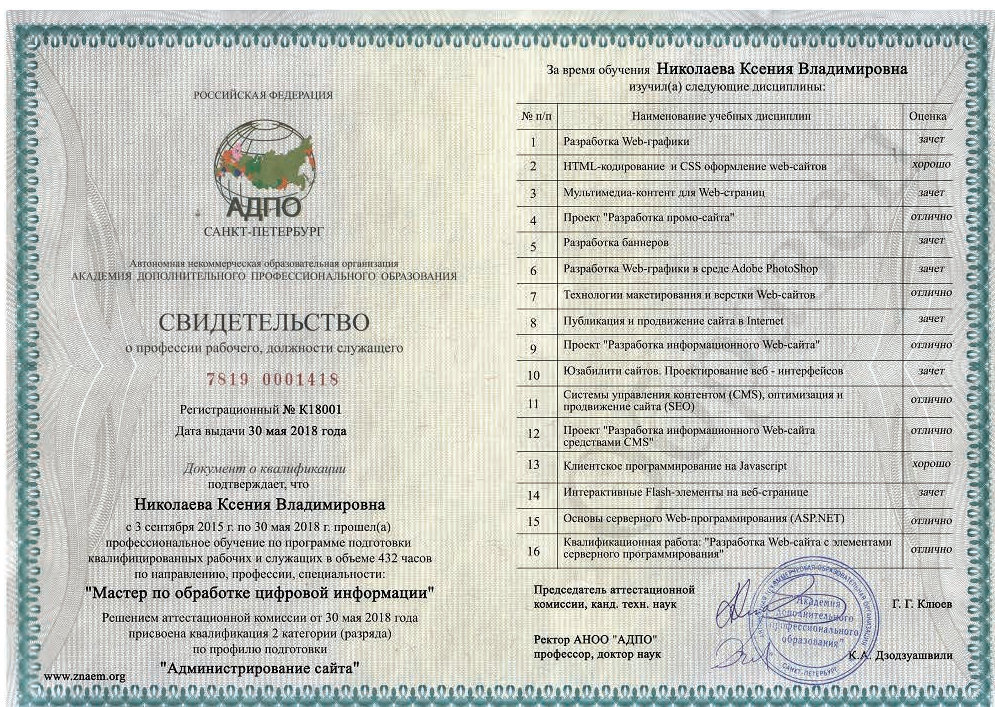 РОССИЙСКАЯ ФЕДЕРАЦИЯ
АДПО
САНКТ-ПЕТЕРБУРГ
Автономная некоммерческая образовательная организация
АКАДЕМИЯ ДОПОЛНИТЕЛЬНОГО ПРОФЕССИОНАЛЬНОГО ОБРАЗОВАНИЯ
СВИДЕТЕЛЬСТВО
о профессии рабочего, должности служащего
7819 0001418
Регистрационный № К18001
Дата выдачи 30 мая 2018 года
Документ о квалификации
подтверждает, что
Николаева Ксения Владимировна
с 3 сентября 2015 г. по 30 мая 2018 г. прошел(а)
профессиональное обучение по программе подготовки
квалифицированных рабочих и служащих в объеме 432 часов
по направлению, профессии, специальности:
"Мастер по обработке цифровой информации"
Решением аттестационной комиссии от 30 мая 2018 года
присвоена квалификация 2 категории (разряда)
по профилю подготовки
"Администрирование сайта"
www.znaem.org
За время обучения Николаева Ксения Владимировна
изучил(а) следующие дисциплины:
№ п/п Наименование учебных дисциплин Оценка
1 Разработка Web-графики зачет
2 HTML-кодирование и CSS оформление web-сайтов хорошо
3 Мультимедиа-контент для Web-страниц зачет
4 Проект "Разработка промо-сайта" отлично
5 Разработка баннеров зачет
6 Разработка Web-графики в среде Adobe PhotoShop зачет
7 Технологии макетирования и верстки Web-сайтов отлично
8 Публикация и продвижение сайта в Internet зачет
9 Проект "Разработка информационного Web-сайта" отлично
10 Юзабилити сайтов. Проектирование веб - интерфейсов зачет
11 Системы управления контентом (CMS), оптимизация и
продвижение сайта (SEO) отлично
12 Проект "Разработка информационного Web-сайта
средствами CMS" отлично
13 Клиентское программирование на Javascript хорошо
14 Интерактивные Flash-элементы на веб-странице зачет
15 Основы серверного Web-программирования (ASP.NET) отлично
16 Квалификационная работа: "Разработка Web-сайта с элементами
серверного программирования" отлично
Председатель аттестационной
комиссии, канд. техн. наук Г. Г. Клюев
Ректор АНОО "АДПО"
профессор, доктор наук К.А. Дзодзуашвили
"Академия
дополнительного
профессионального
образования"
САНКТ-ПЕТЕРБУРГ